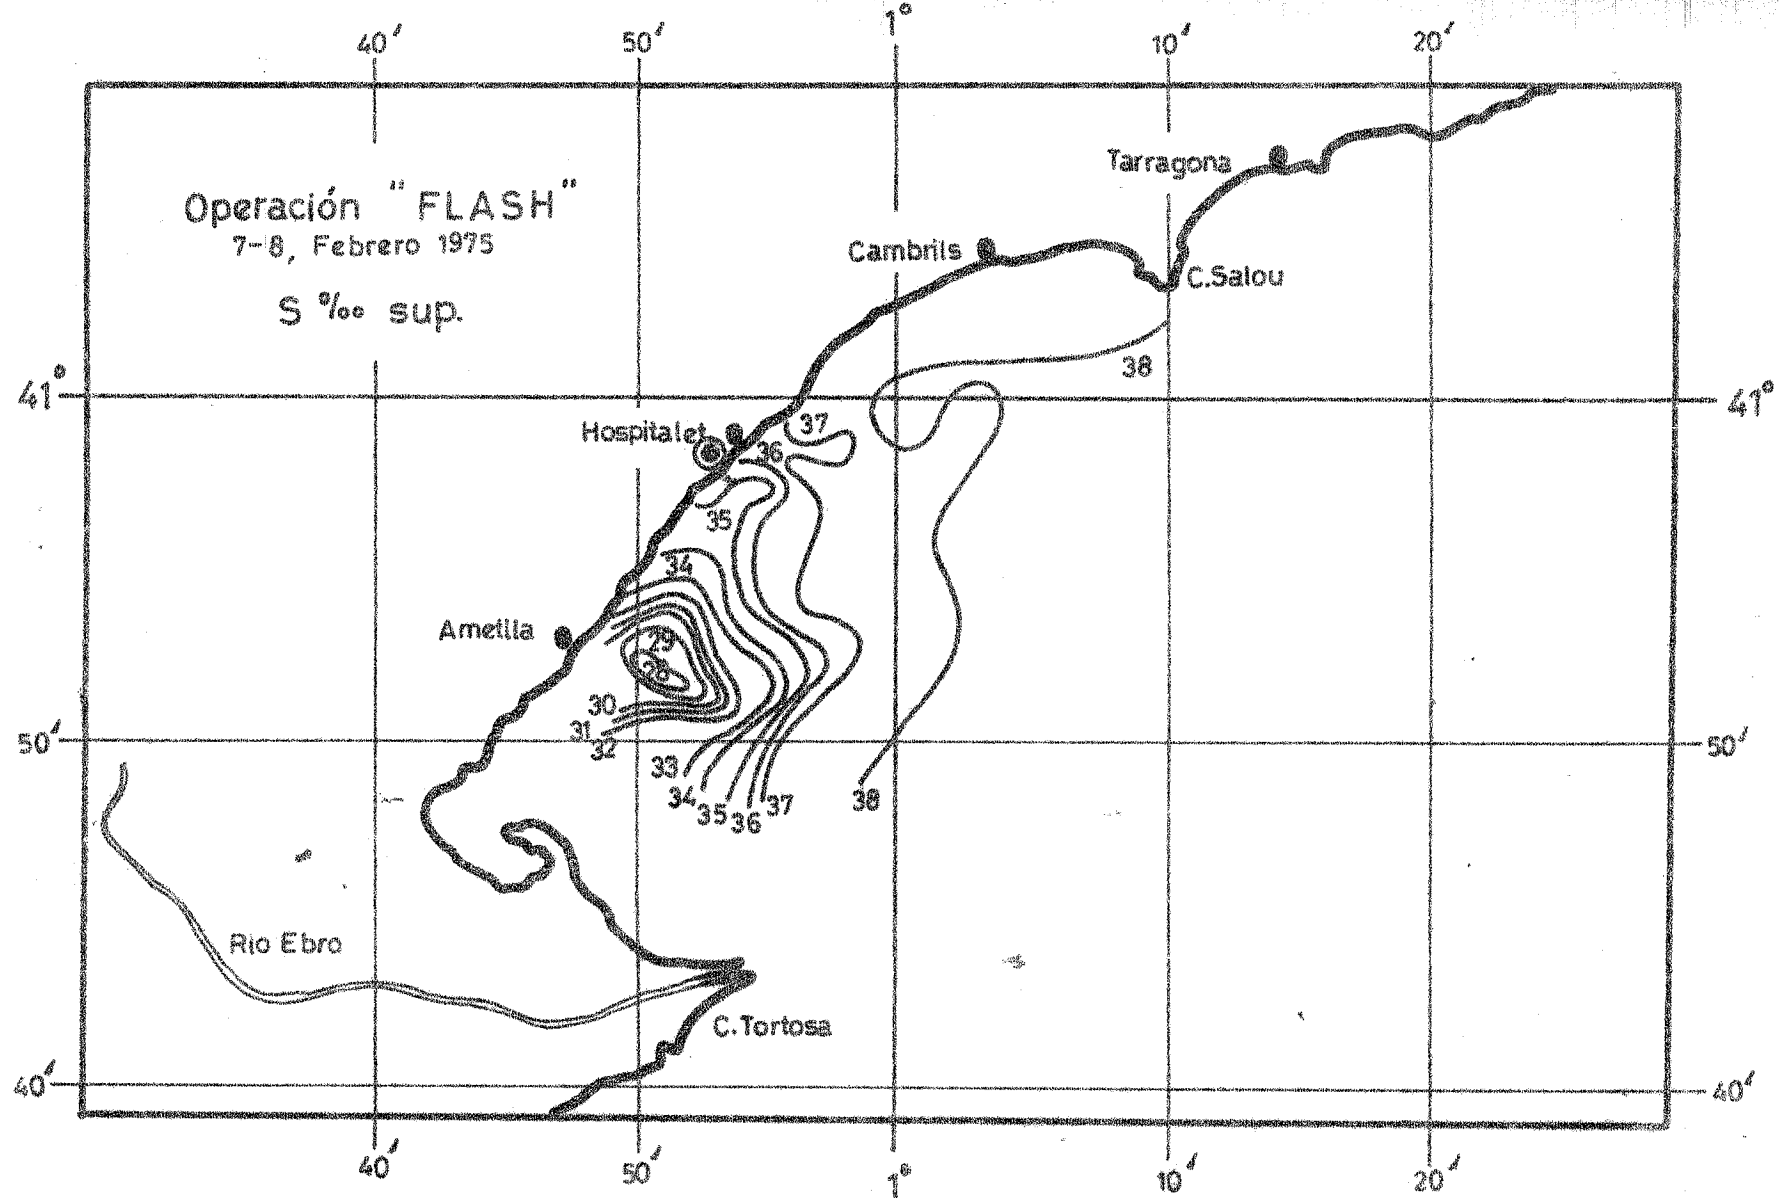 40' 50' 1° 10' 20'
Tarragona
Operación "FLASH"
7-8, Febrero 1975
Cambrils
C.Salou
S ‰ sup.
38
41° 41°
37
Hospitalet
36
35
34
Ametlla
29
28
30
31
32
50' 50'
33
34 35 36 37 38
Rio Ebro
C.Tortosa
40' 40'
40' 50' 1° 10' 20'